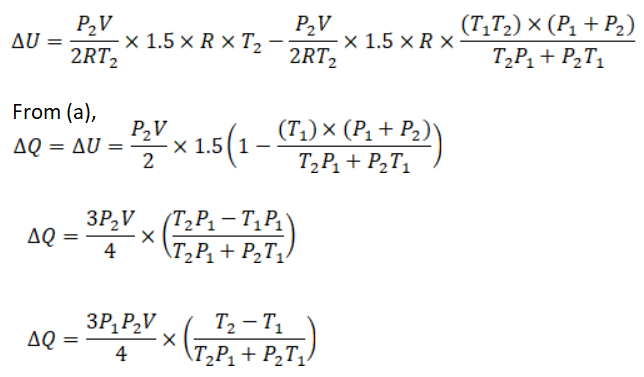 ΔU = P₂V/2RT₂ × 1.5 × R × T₂ − P₂V/2RT₂ × 1.5 × R × (T₁T₂) × (P₁ + P₂)/T₂P₁ + P₂T₁
From (a),
ΔQ = ΔU = P₂V/2 × 1.5(1 − (T₁) × (P₁ + P₂)/T₂P₁ + P₂T₁)
ΔQ = 3P₂V/4 × (T₂P₁ − T₁P₁/T₂P₁ + P₂T₁)
ΔQ = 3P₁P₂V/4 × (T₂ − T₁/T₂P₁ + P₂T₁)